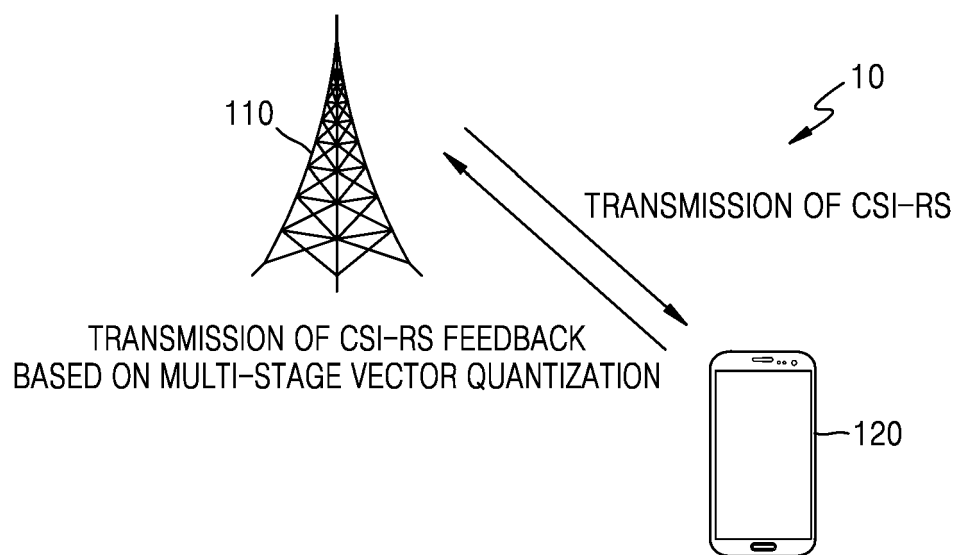 10
110
TRANSMISSION OF CSI-RS
TRANSMISSION OF CSI-RS FEEDBACK
BASED ON MULTI-STAGE VECTOR QUANTIZATION
120